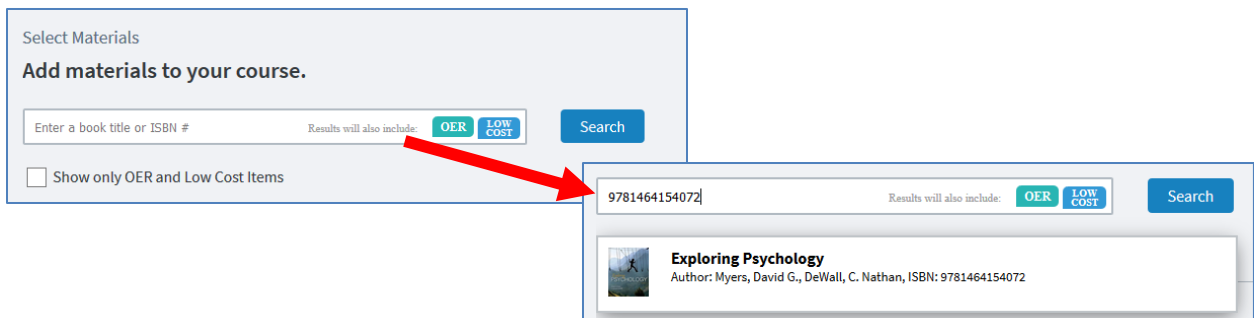 Select Materials
Add materials to your course.
Enter a book title or ISBN # Results will also include: OER LOW COST Search
Show only OER and Low Cost Items
9781464154072 Results will also include: OER LOW COST Search
Exploring Psychology
Author: Myers, David G., DeWall, C. Nathan, ISBN: 9781464154072
PSYCHOLOGY